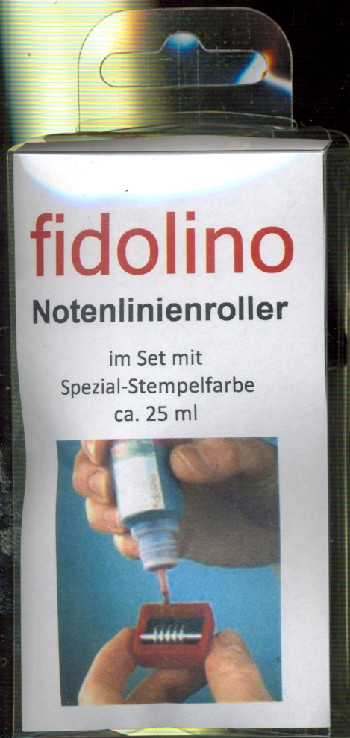 fidolino
Notenlinienroller
im Set mit
Spezial-Stempelfarbe
ca. 25 ml